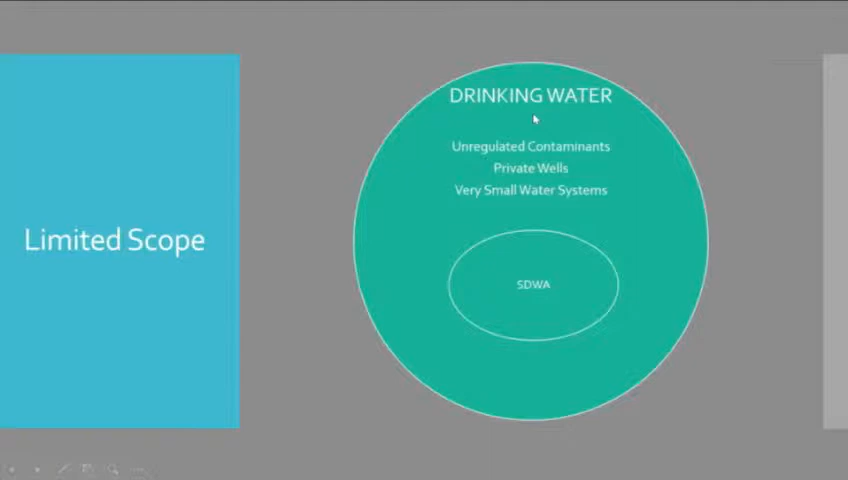 Limited Scope
DRINKING WATER
Unregulated Contaminants
Private Wells
Very Small Water Systems
SDWA